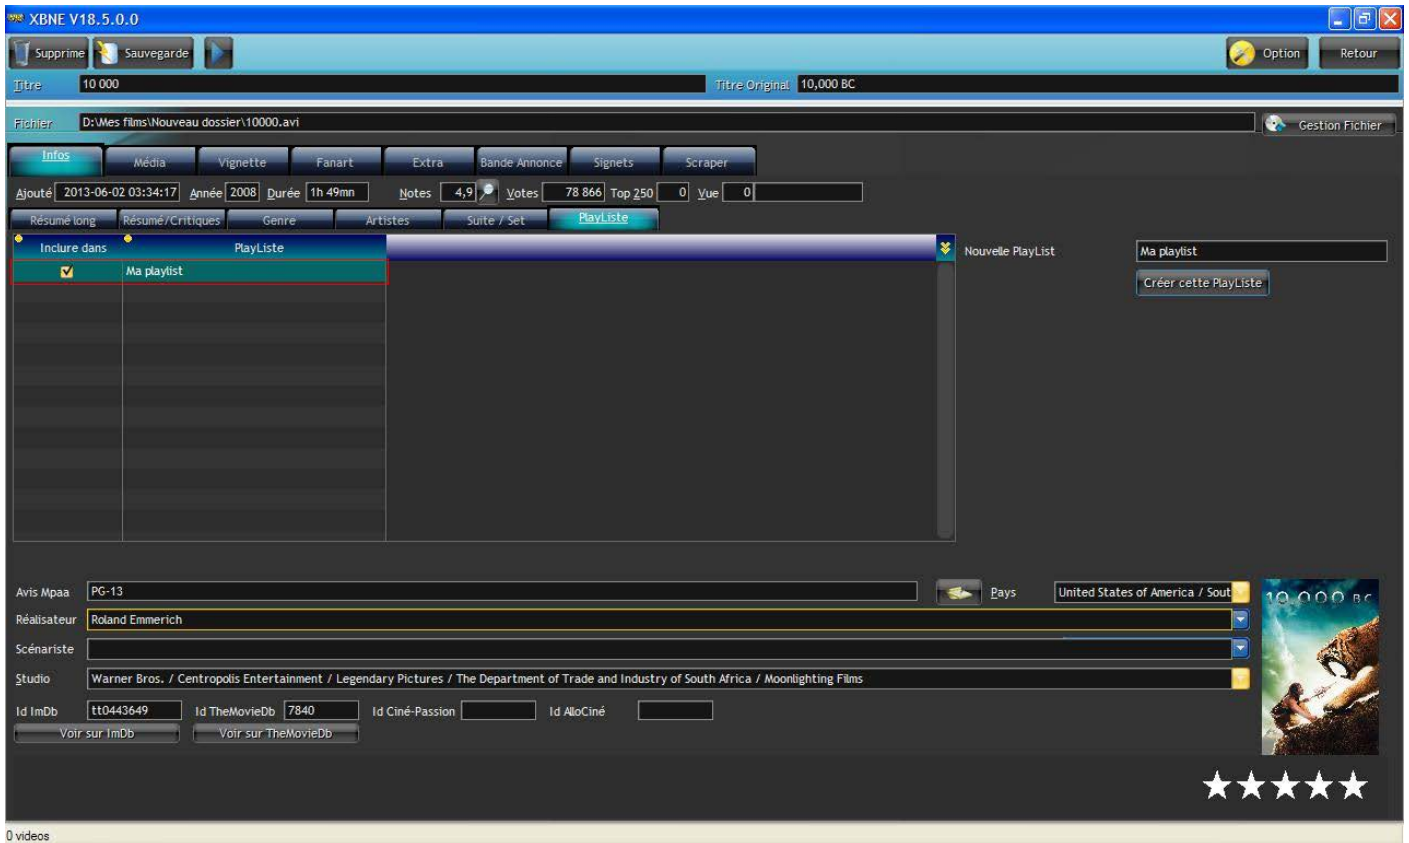 XBNE V18.5.0.0
Supprime Sauvegarde Option Retour
Titre 10 000 Titre Original 10,000 BC
Fichier D:\Mes films\Nouveau dossier\10000.avi Gestion Fichier
Infos Média Vignette Fanart Extra Bande Annonce Signets Scraper
Ajouté 2013-06-02 03:34:17 Année 2008 Durée 1h 49mn Notes 4,9 Votes 78 866 Top 250 0 Vue 0
Résumé long Résumé/Critiques Genre Artistes Suite / Set PlayListe
Inclure dans PlayListe Nouvelle PlayList Ma playlist
Ma playlist Créer cette PlayListe
Avis Mpaa PG-13 Pays United States of America / Sout
Réalisateur Roland Emmerich
Scénariste
Studio Warner Bros. / Centropolis Entertainment / Legendary Pictures / The Department of Trade and Industry of South Africa / Moonlighting Films
Id ImDb tt0443649 Id TheMovieDb 7840 Id Ciné-Passion Id AlloCiné
Voir sur ImDb Voir sur TheMovieDb
10,000 BC
0 videos